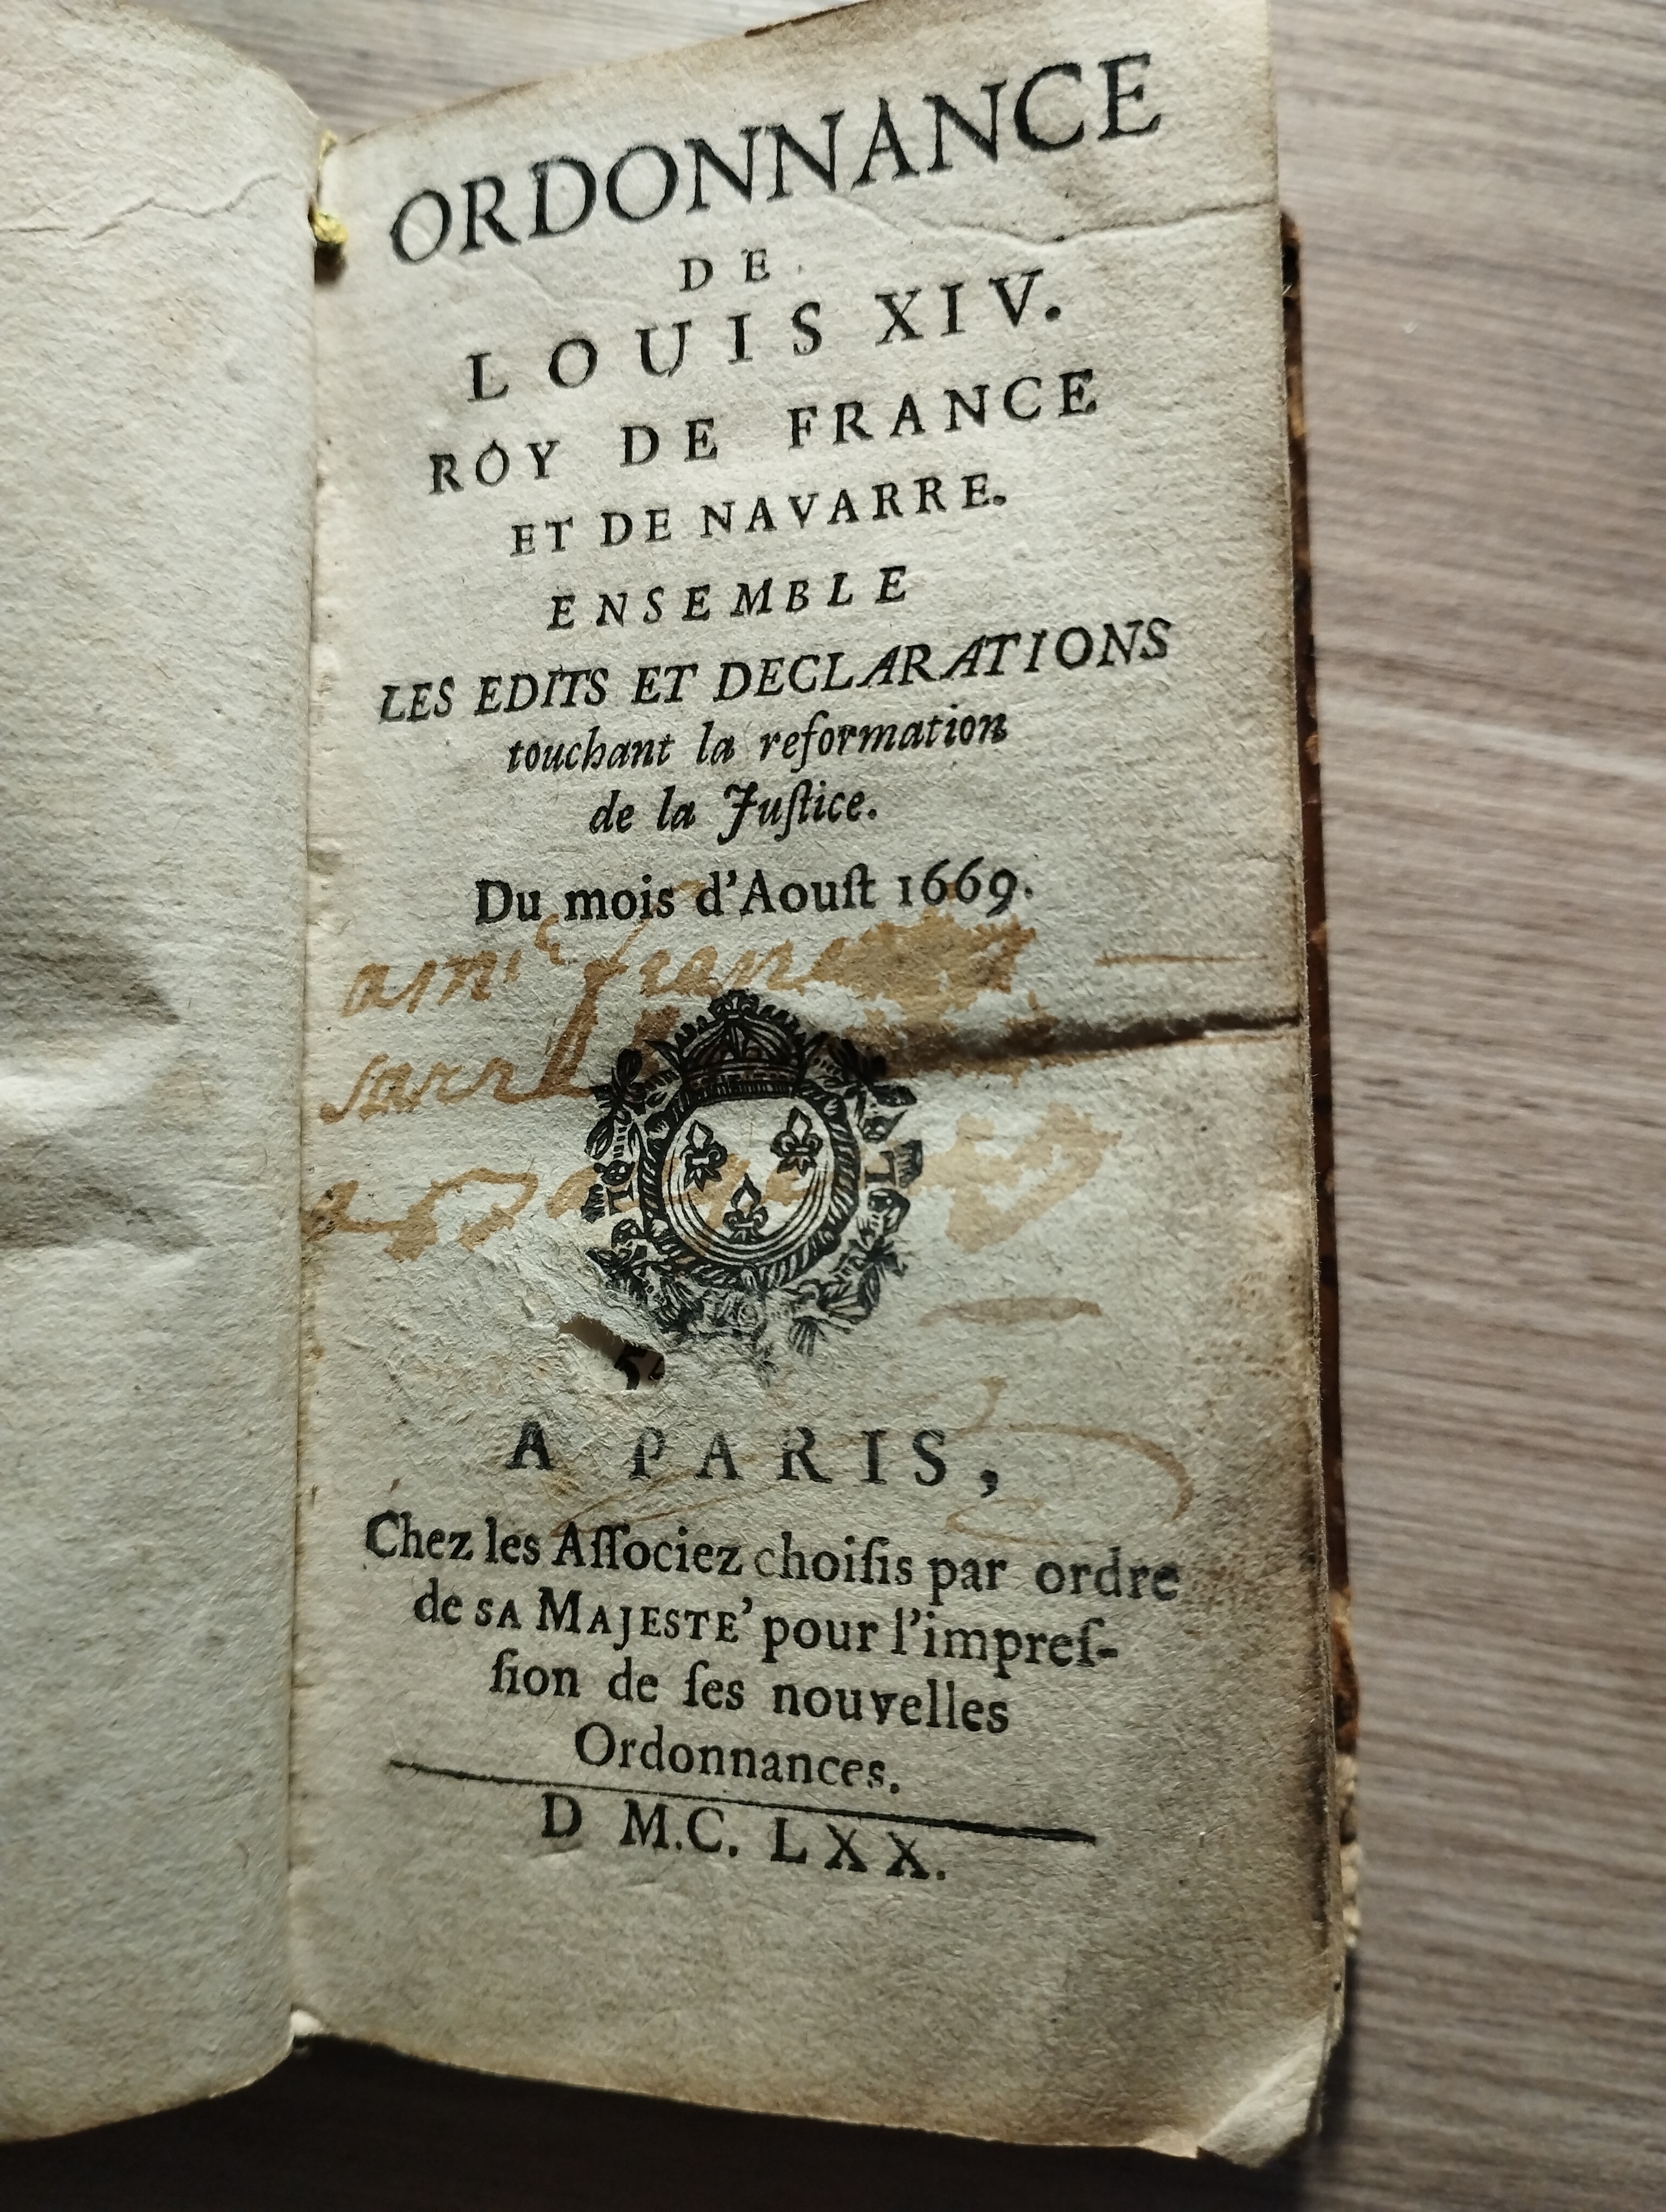 ORDONNANCE
DE
LOUIS XIV.
ROY DE FRANCE
ET DE NAVARRE.
ENSEMBLE
LES EDITS ET DECLARATIONS
touchant la reformation
de la Juſtice.
Du mois d'Aouſt 1669.
A PARIS,
Chez les Aſſociez choiſis par ordre
de SA MAJESTE' pour l'impreſ-
ſion de ſes nouvelles
Ordonnances.
D M.C. LXX.